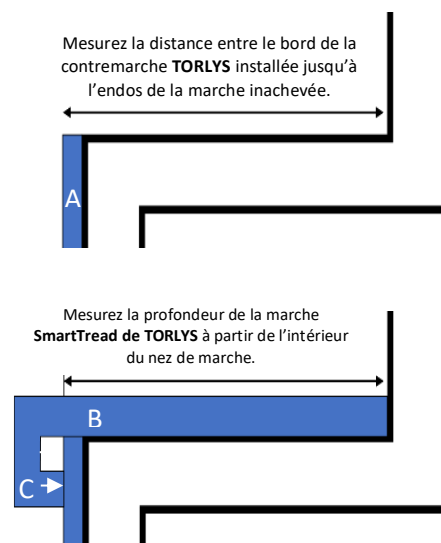 Mesurez la distance entre le bord de la
contremarche TORLYS installée jusqu'à
l'endos de la marche inachevée.
A
Mesurez la profondeur de la marche
SmartTread de TORLYS à partir de l'intérieur
du nez de marche.
B
C